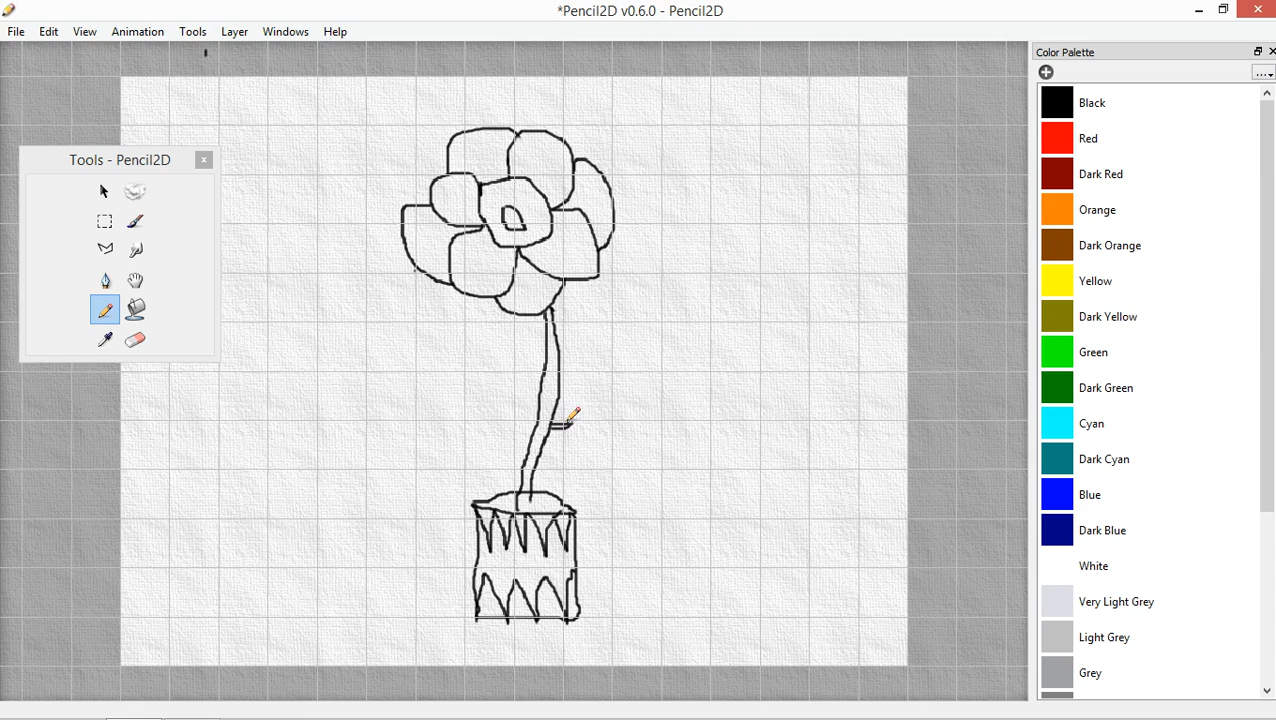 *Pencil2D v0.6.0 - Pencil2D
File Edit View Animation Tools Layer Windows Help
Color Palette
....
Tools - Pencil2D x
Black
Red
Dark Red
Orange
Dark Orange
Yellow
Dark Yellow
Green
Dark Green
Cyan
Dark Cyan
Blue
Dark Blue
White
Very Light Grey
Light Grey
Grey